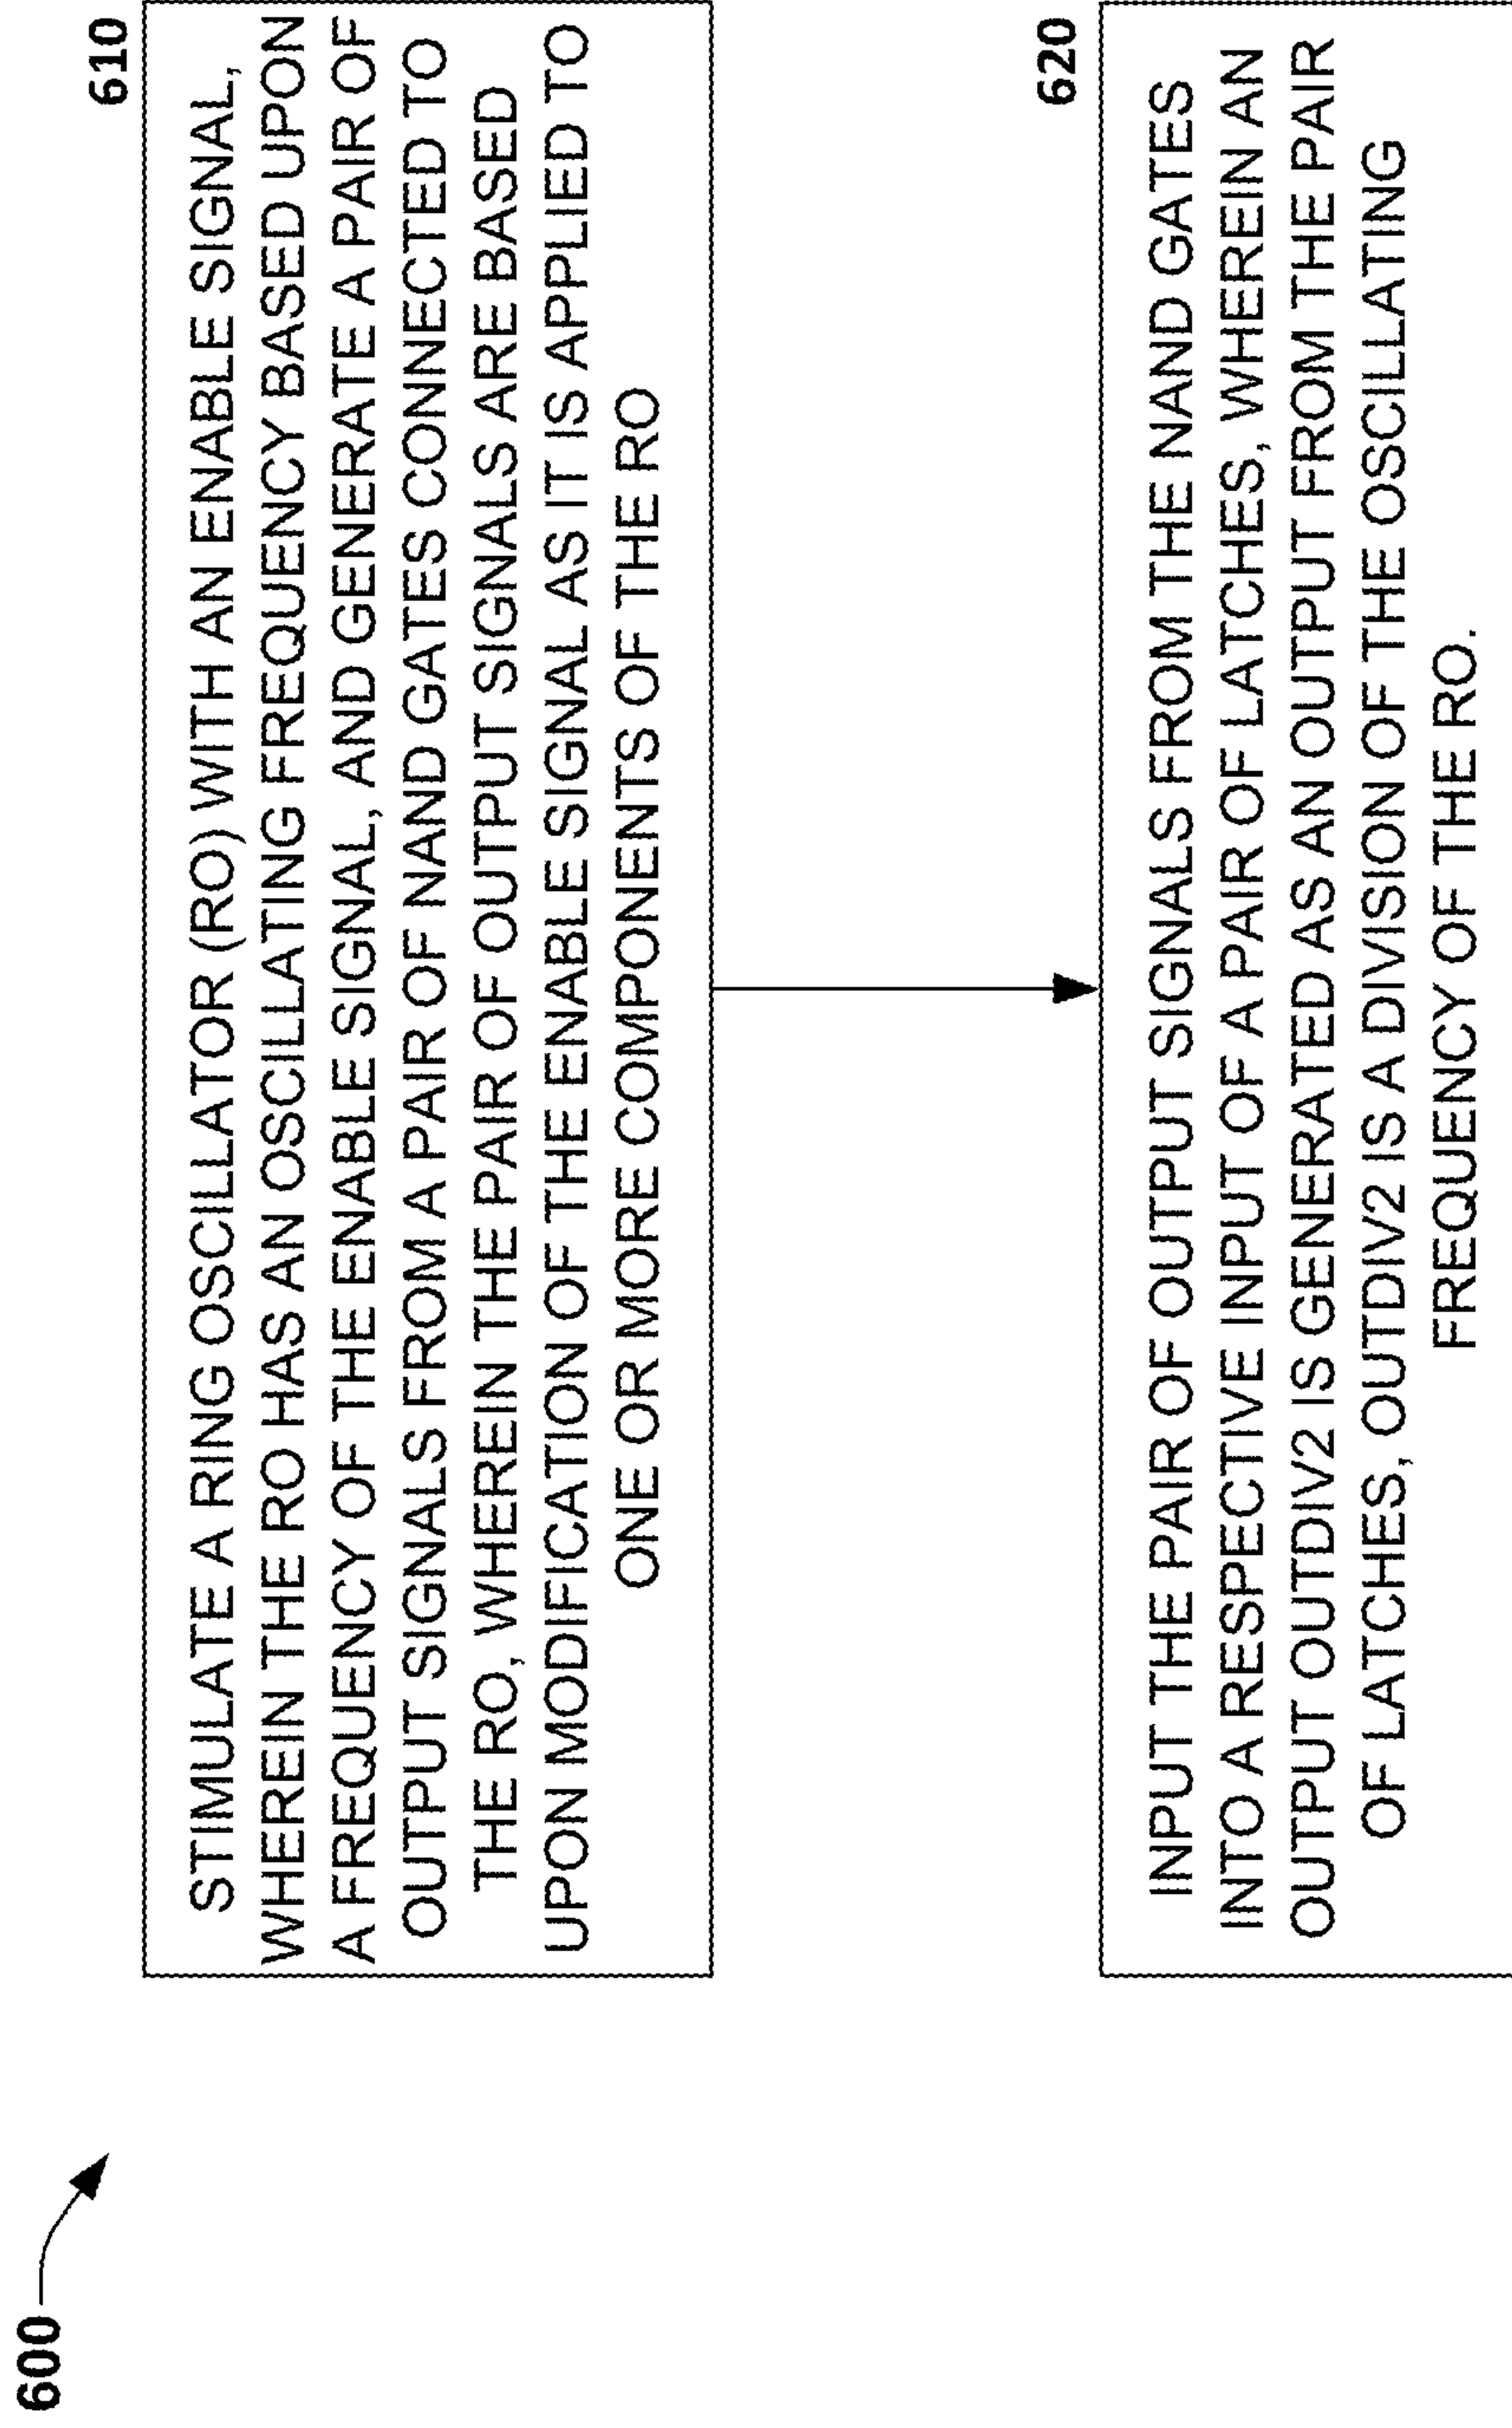 600
610
STIMULATE A RING OSCILLATOR (RO) WITH AN ENABLE SIGNAL,
WHEREIN THE RO HAS AN OSCILLATING FREQUENCY BASED UPON
A FREQUENCY OF THE ENABLE SIGNAL, AND GENERATE A PAIR OF
OUTPUT SIGNALS FROM A PAIR OF NAND GATES CONNECTED TO
THE RO, WHEREIN THE PAIR OF OUTPUT SIGNALS ARE BASED
UPON MODIFICATION OF THE ENABLE SIGNAL AS IT IS APPLIED TO
ONE OR MORE COMPONENTS OF THE RO
620
INPUT THE PAIR OF OUTPUT SIGNALS FROM THE NAND GATES
INTO A RESPECTIVE INPUT OF A PAIR OF LATCHES, WHEREIN AN
OUTPUT OUTDIV2 IS GENERATED AS AN OUTPUT FROM THE PAIR
OF LATCHES, OUTDIV2 IS A DIVISION OF THE OSCILLATING
FREQUENCY OF THE RO.